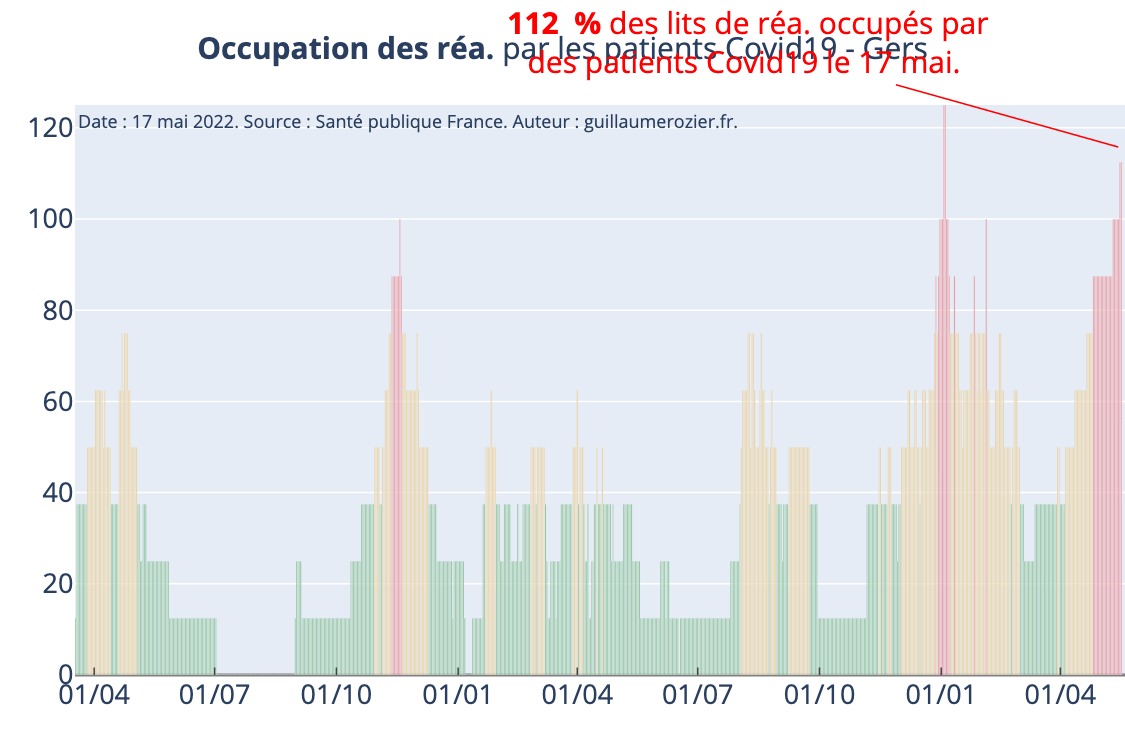 112 % des lits de réa. occupés par
des patients Covid19 le 17 mai.
Occupation des réa. par les patients Covid19 - Gers
Date : 17 mai 2022. Source : Santé publique France. Auteur : guillaumerozier.fr.
120
100
80
60
40
20
0
01/04 01/07 01/10 01/01 01/04 01/07 01/10 01/01 01/04